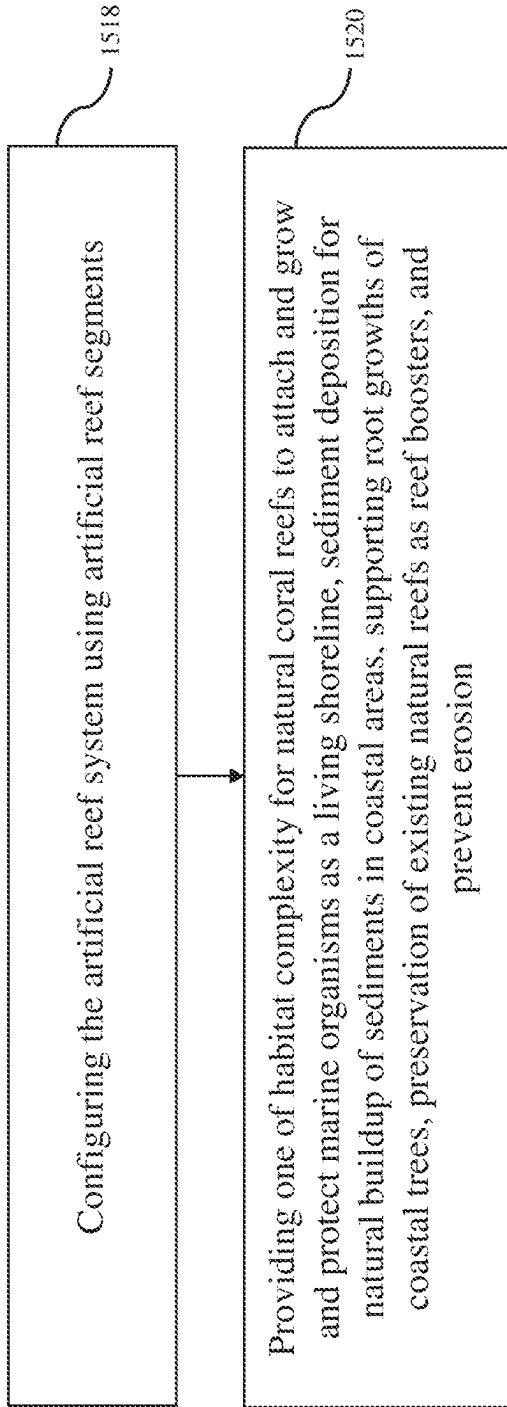 Configuring the artificial reef system using artificial reef segments
1518
Providing one of habitat complexity for natural coral reefs to attach and grow
and protect marine organisms as a living shoreline, sediment deposition for
natural buildup of sediments in coastal areas, supporting root growths of
coastal trees, preservation of existing natural reefs as reef boosters, and
prevent erosion
1520